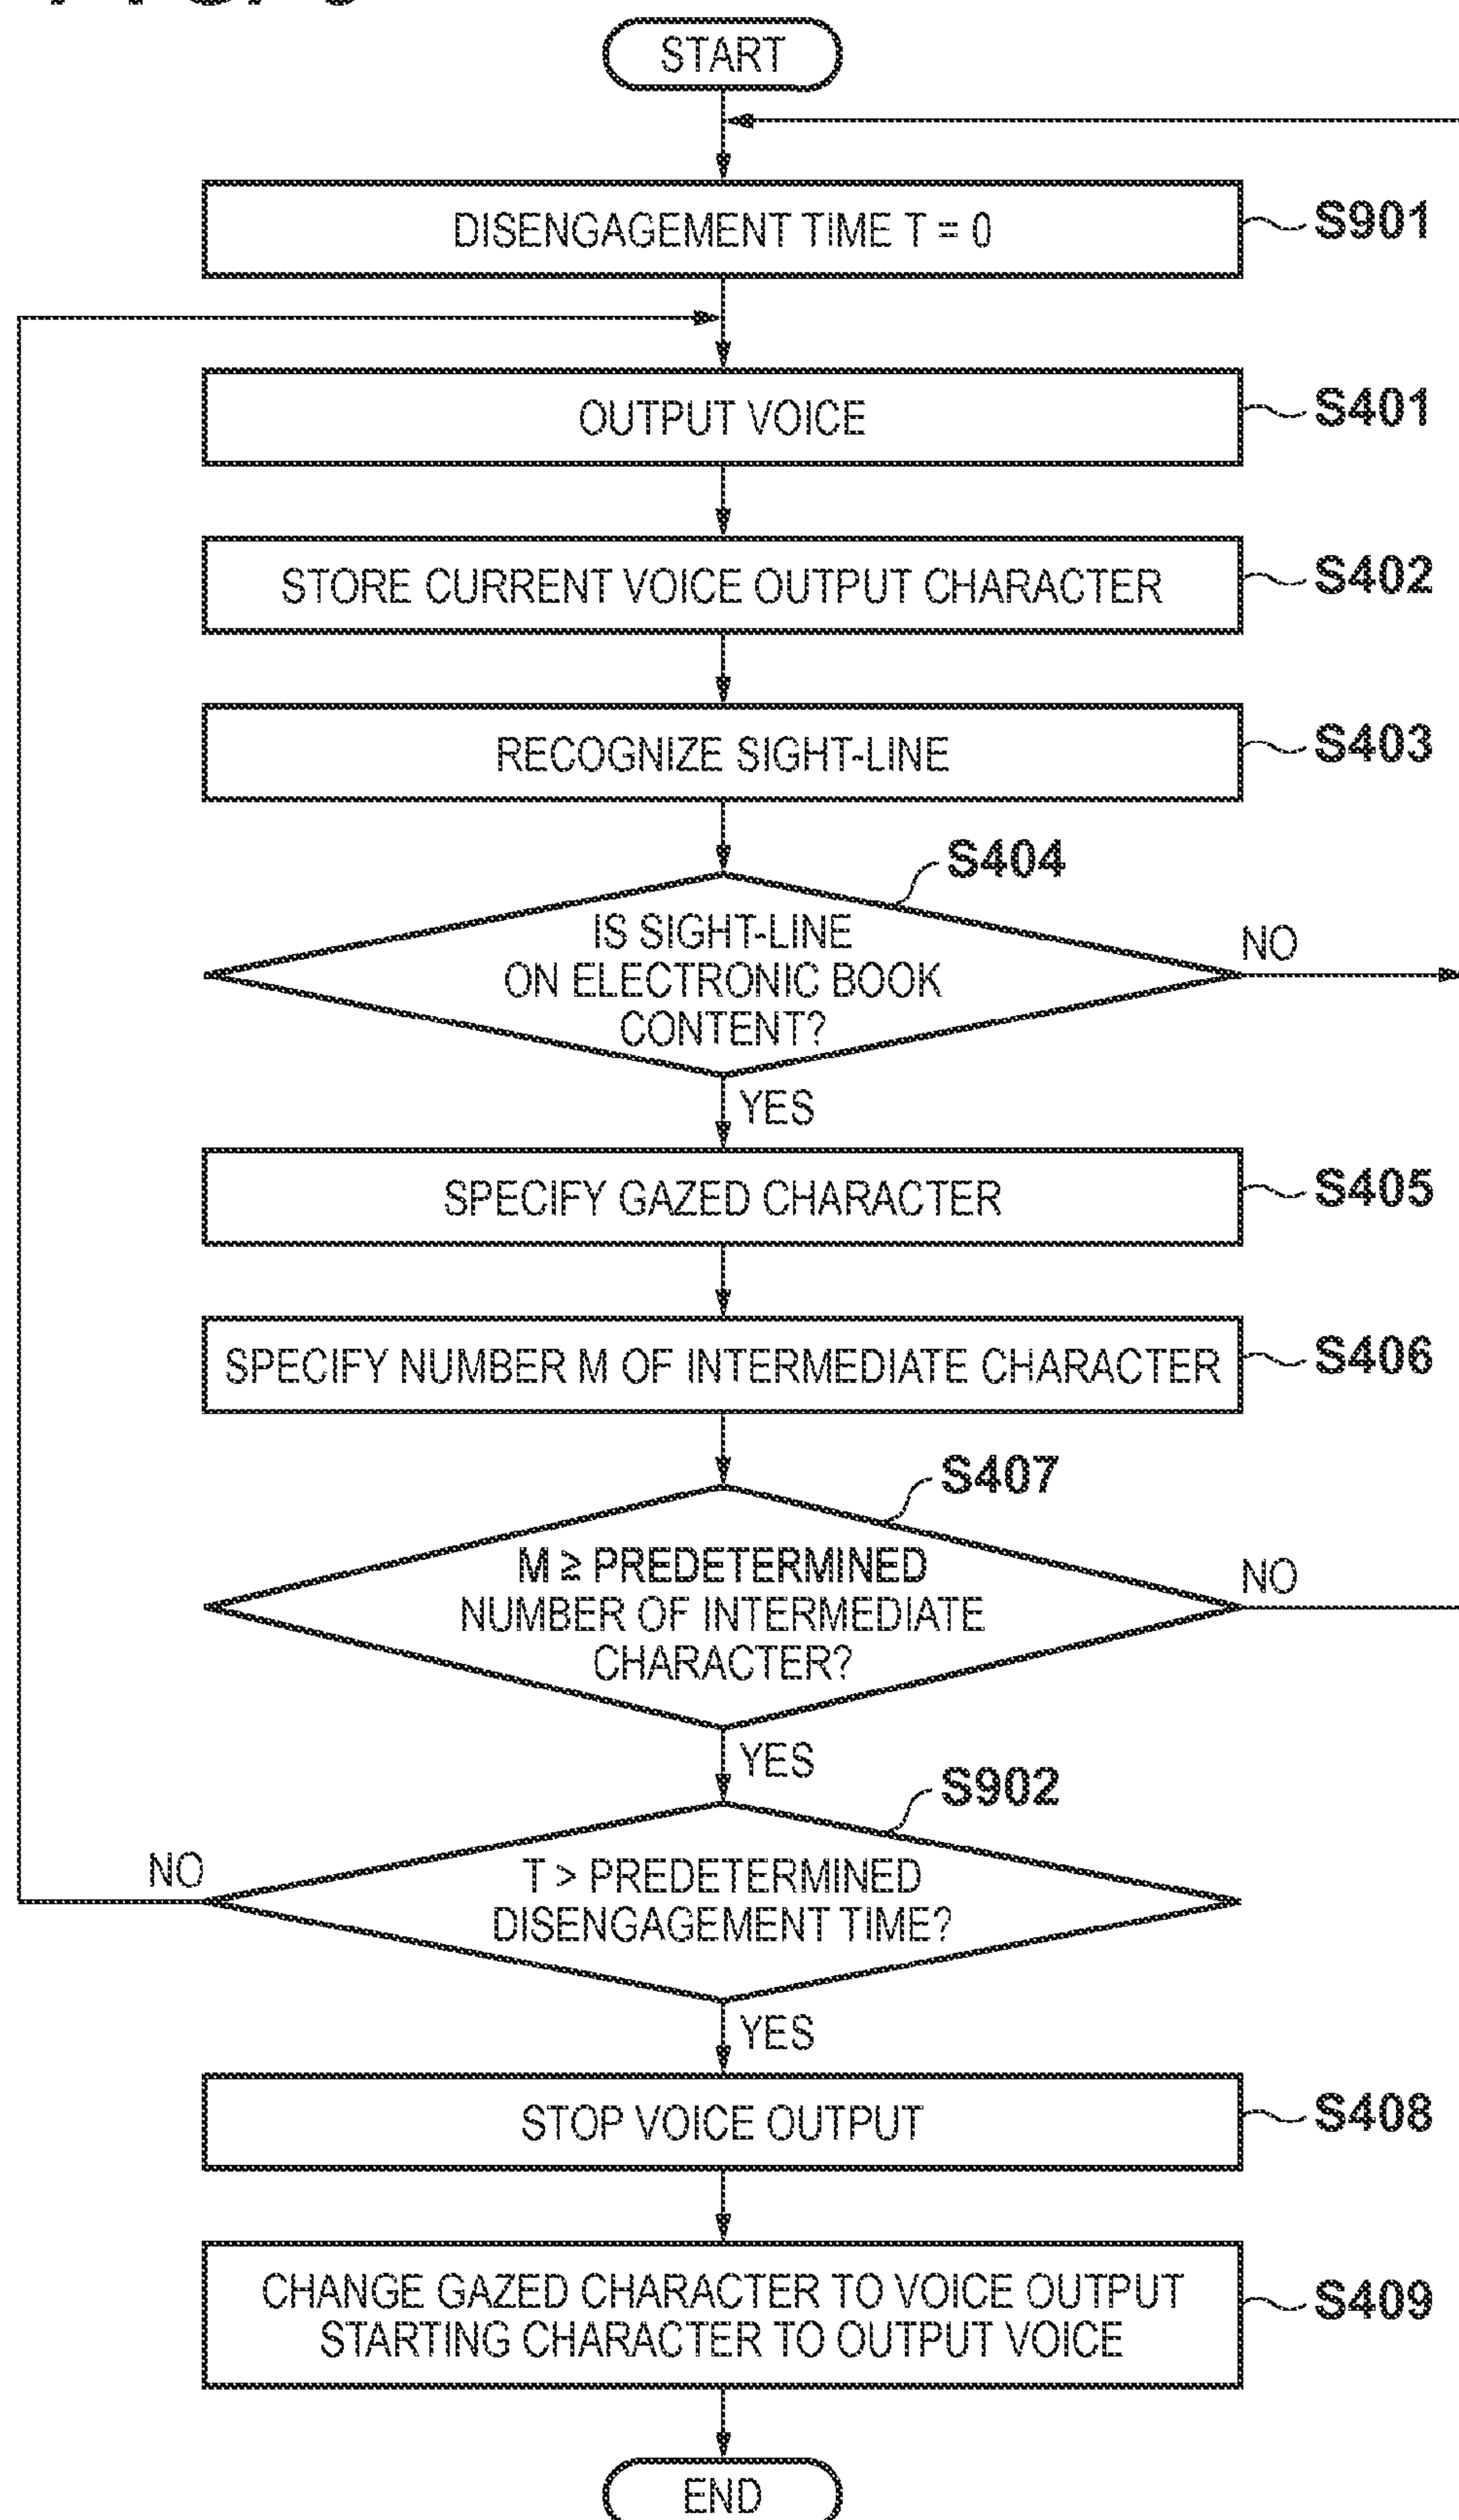 START
DISENGAGEMENT TIME T = 0
S901
OUTPUT VOICE
S401
STORE CURRENT VOICE OUTPUT CHARACTER
S402
RECOGNIZE SIGHT-LINE
S403
S404
IS SIGHT-LINE
ON ELECTRONIC BOOK
CONTENT?
NO
YES
SPECIFY GAZED CHARACTER
S405
SPECIFY NUMBER M OF INTERMEDIATE CHARACTER
S406
S407
M ≥ PREDETERMINED
NUMBER OF INTERMEDIATE
CHARACTER?
NO
YES
S902
T > PREDETERMINED
DISENGAGEMENT TIME?
NO
YES
STOP VOICE OUTPUT
S408
CHANGE GAZED CHARACTER TO VOICE OUTPUT
STARTING CHARACTER TO OUTPUT VOICE
S409
END